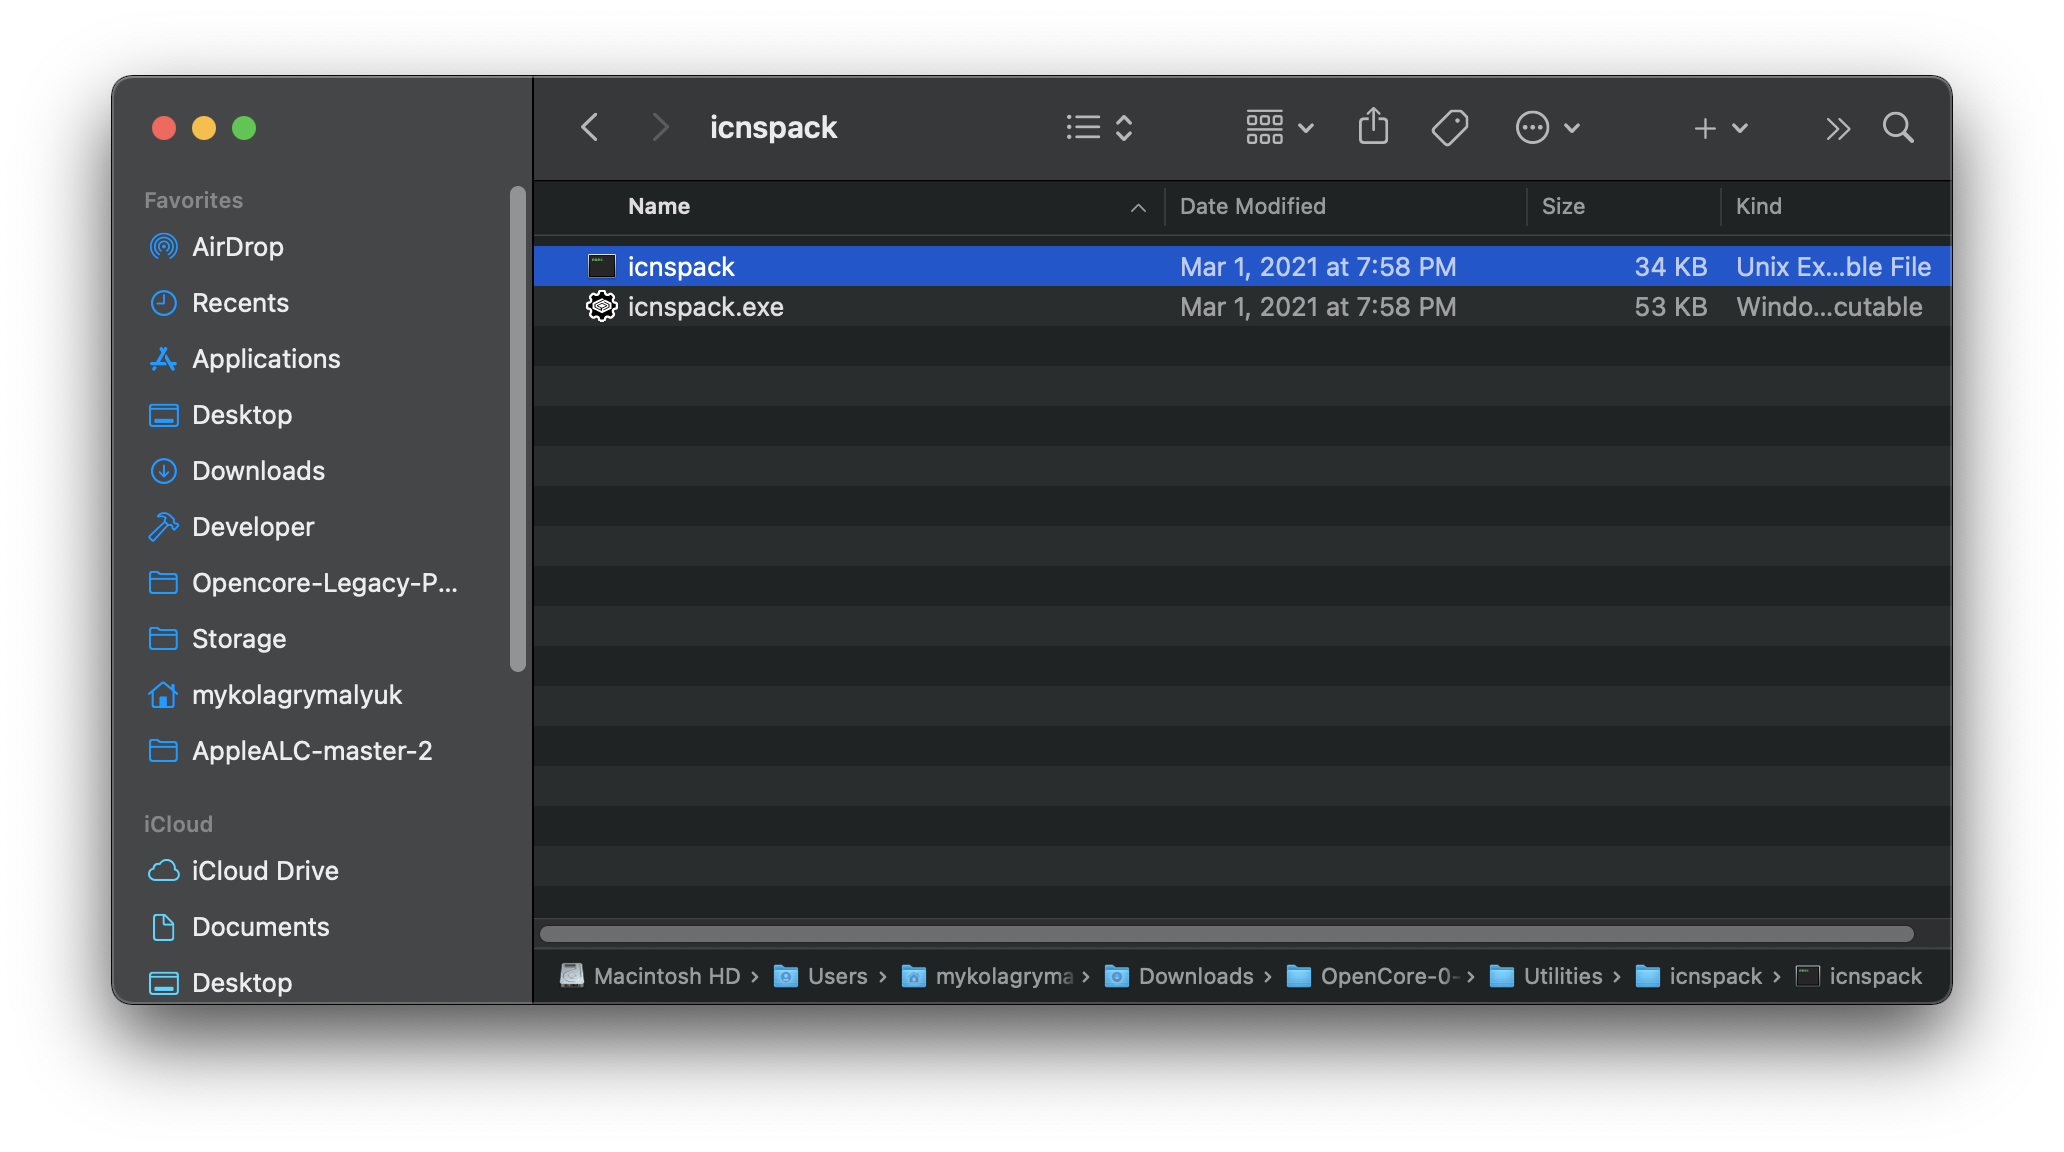 icnspack
Favorites
AirDrop
Recents
Applications
Desktop
Downloads
Developer
Opencore-Legacy-P...
Storage
mykolagrymalyuk
AppleALC-master-2
iCloud
iCloud Drive
Documents
Desktop
Name Date Modified Size Kind
icnspack Mar 1, 2021 at 7:58 PM 34 KB Unix Ex...ble File
icnspack.exe Mar 1, 2021 at 7:58 PM 53 KB Windo...cutable
Macintosh HD › Users › mykolagryma › Downloads › OpenCore-0- › Utilities › icnspack › icnspack